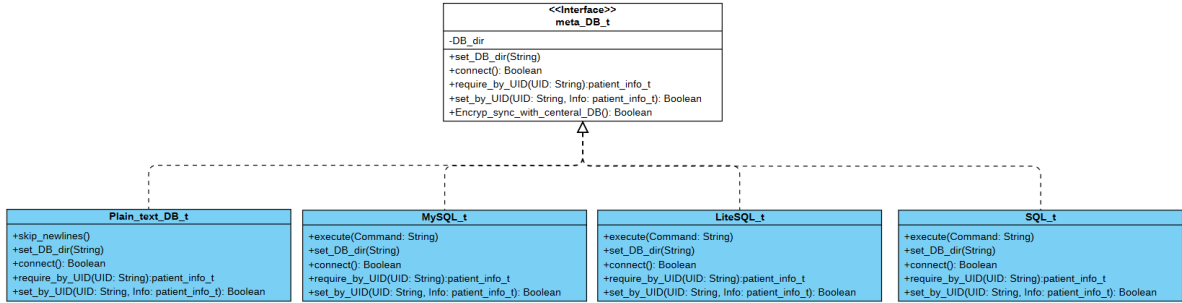 <<Interface>>
meta_DB_t
-DB_dir
+set_DB_dir(String)
+connect(): Boolean
+require_by_UID(UID: String):patient_info_t
+set_by_UID(UID: String, Info: patient_info_t): Boolean
+Encryp_sync_with_centeral_DB(): Boolean
Plain_text_DB_t
+skip_newlines()
+set_DB_dir(String)
+connect(): Boolean
+require_by_UID(UID: String):patient_info_t
+set_by_UID(UID: String, Info: patient_info_t): Boolean
MySQL_t
+execute(Command: String)
+set_DB_dir(String)
+connect(): Boolean
+require_by_UID(UID: String):patient_info_t
+set_by_UID(UID: String, Info: patient_info_t): Boolean
LiteSQL_t
+execute(Command: String)
+set_DB_dir(String)
+connect(): Boolean
+require_by_UID(UID: String):patient_info_t
+set_by_UID(UID: String, Info: patient_info_t): Boolean
SQL_t
+execute(Command: String)
+set_DB_dir(String)
+connect(): Boolean
+require_by_UID(UID: String):patient_info_t
+set_by_UID(UID: String, Info: patient_info_t): Boolean